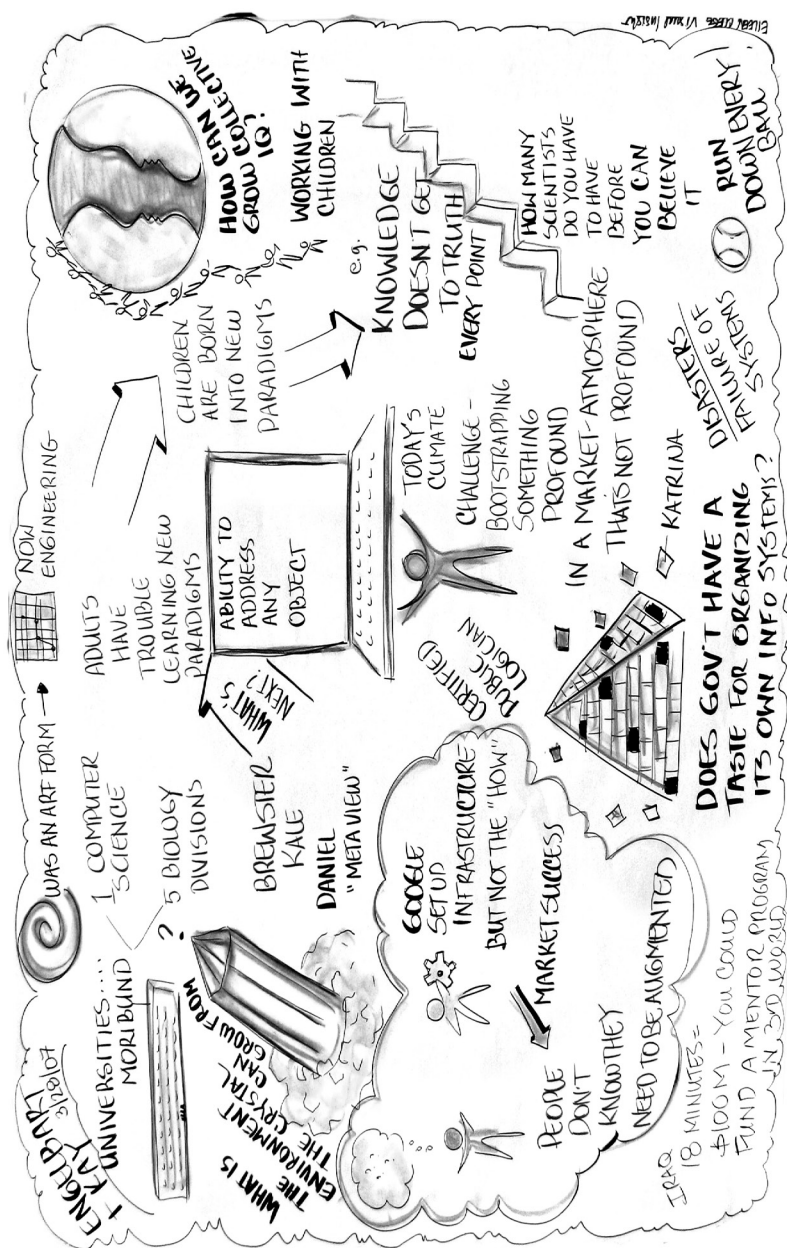 ENGELBART
+ KAY 3/28/07
UNIVERSITIES....
MORIBUND
1 COMPUTER
SCIENCE
5 BIOLOGY
DIVISIONS
?
WAS AN ART FORM
NOW
ENGINEERING
ADULTS
HAVE
TROUBLE
LEARNING NEW
PARADIGMS
CHILDREN
ARE BORN
INTO NEW
PARADIGMS
HOW CAN WE
GROW COLLECTIVE
IQ?
WORKING WITH
CHILDREN
e.g.
KNOWLEDGE
DOESN'T GET
TO TRUTH
EVERY POINT
HOW MANY
SCIENTISTS
DO YOU HAVE
TO HAVE
BEFORE
YOU CAN
BELIEVE
IT
WHAT IS
THE
ENVIRONMENT
THE CRYSTAL
CAN
GROW FROM
BREWSTER
KALE
DANIEL
"META VIEW"
WHAT'S
NEXT?
ABILITY TO
ADDRESS
ANY
OBJECT
CERTIFIED
PUBLIC
LOGICIAN
TODAY'S
CLIMATE
CHALLENGE -
BOOTSTRAPPING
SOMETHING
PROFOUND
IN A MARKET-ATMOSPHERE
THAT'S NOT PROFOUND
GOOGLE
SET UP
INFRASTRUCTURE
BUT NOT THE "HOW"
MARKET SUCCESS
PEOPLE
DON'T
KNOW THEY
NEED TO BE AUGMENTED
IRAQ
18 MINUTES =
$100M - YOU COULD
FUND A MENTOR PROGRAM
IN 3D WORLD
DOES GOV'T HAVE A
TASTE FOR ORGANIZING
ITS OWN INFO SYSTEMS?
KATRINA
DISASTERS
FAILURE OF
SYSTEMS
RUN
DOWN EVERY
BALL
EILEEN CLEGG Visual Insight